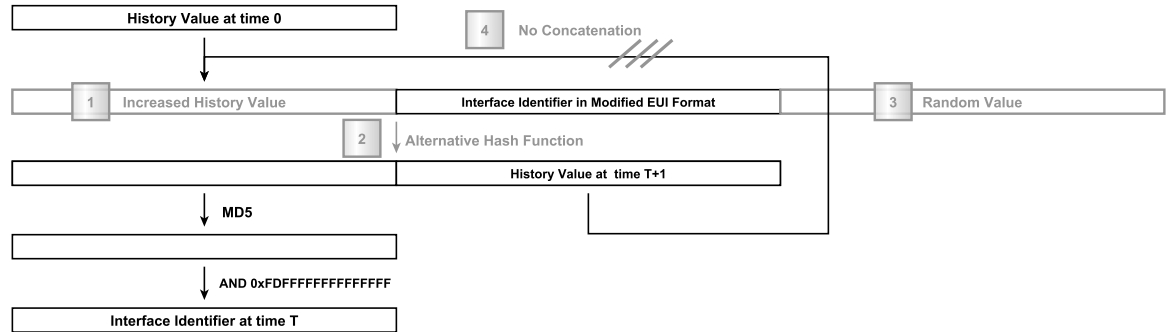 History Value at time 0
4 No Concatenation
1 Increased History Value Interface Identifier in Modified EUI Format 3 Random Value
2 Alternative Hash Function
History Value at time T+1
MD5
AND 0xFDFFFFFFFFFFFFFF
Interface Identifier at time T